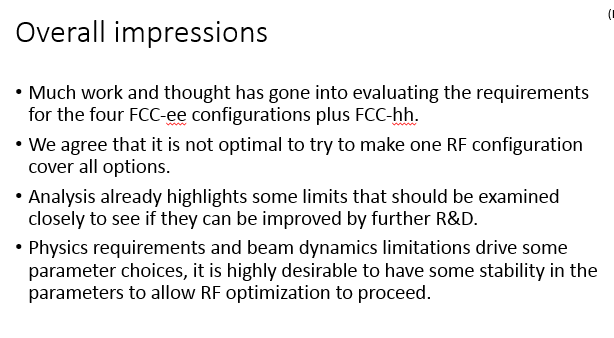 Overall impressions
• Much work and thought has gone into evaluating the requirements
for the four FCC-ee configurations plus FCC-hh.
• We agree that it is not optimal to try to make one RF configuration
cover all options.
• Analysis already highlights some limits that should be examined
closely to see if they can be improved by further R&D.
• Physics requirements and beam dynamics limitations drive some
parameter choices, it is highly desirable to have some stability in the
parameters to allow RF optimization to proceed.